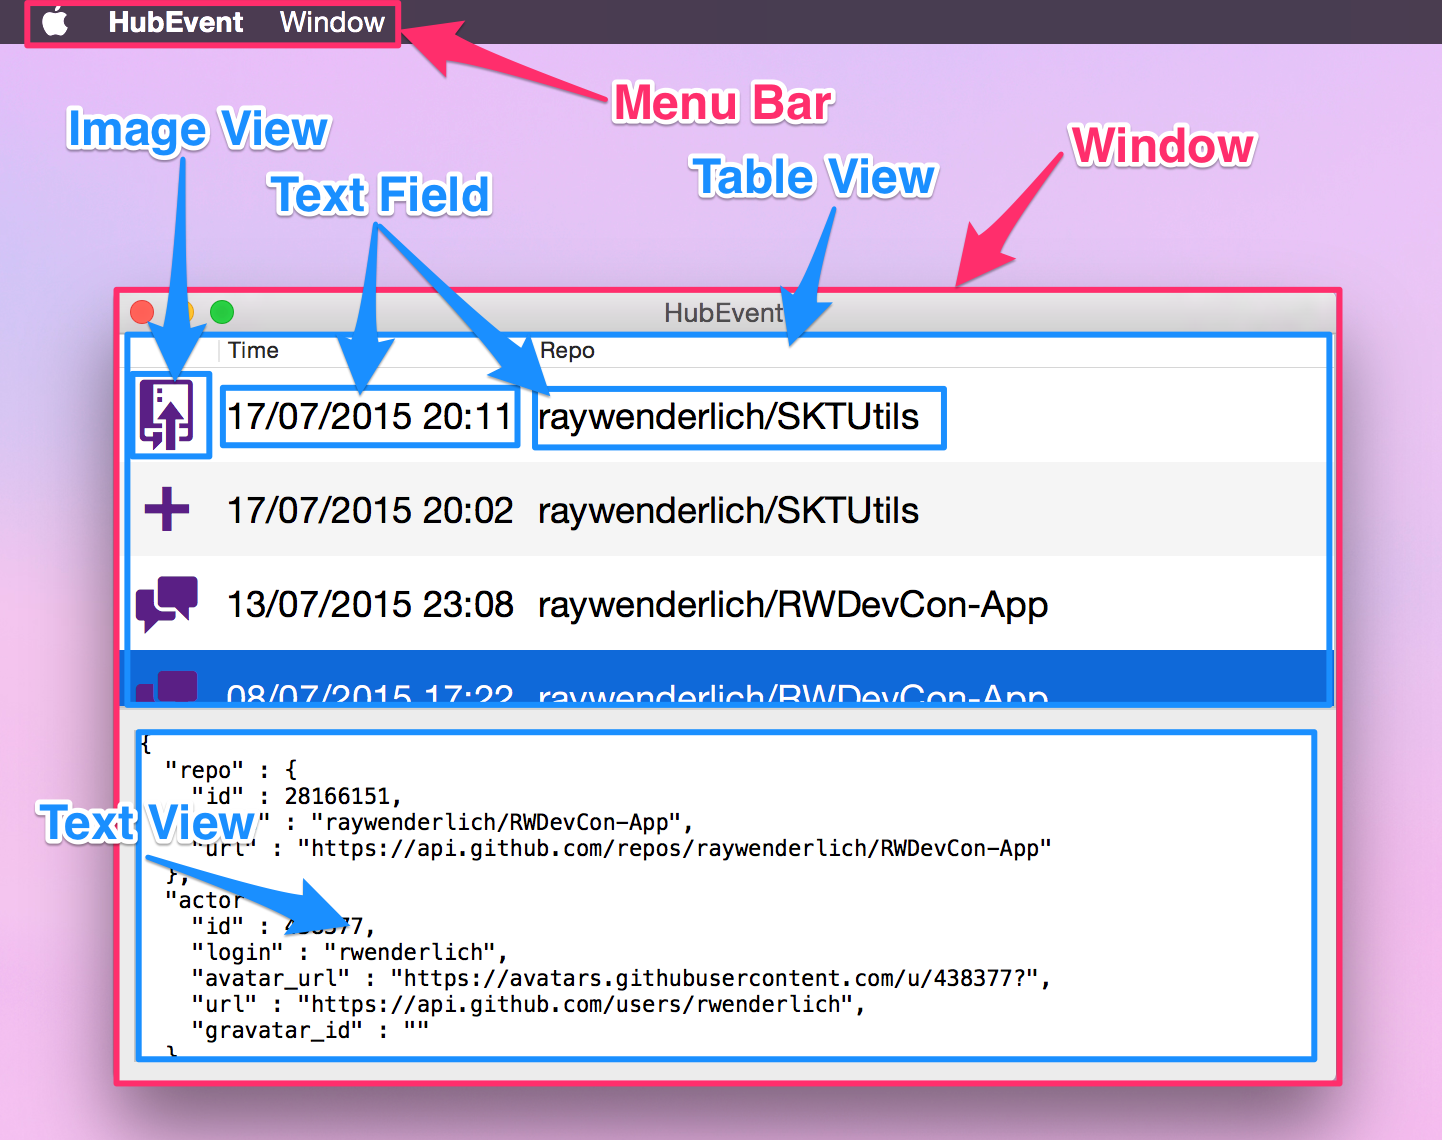 HubEvent Window
Menu Bar
Image View
Window
Table View
Text Field
HubEvent
Time Repo
17/07/2015 20:11 raywenderlich/SKTUtils
17/07/2015 20:02 raywenderlich/SKTUtils
13/07/2015 23:08 raywenderlich/RWDevCon-App
08/07/2015 17:22 raywenderlich/RWDevCon-App
{
"repo" : {
"id" : 28166151,
Text View
" : "raywenderlich/RWDevCon-App",
"url" : "https://api.github.com/repos/raywenderlich/RWDevCon-App"
},
"actor
"id" : 438377,
"login" : "rwenderlich",
"avatar_url" : "https://avatars.githubusercontent.com/u/438377?",
"url" : "https://api.github.com/users/rwenderlich",
"gravatar_id" : ""
}